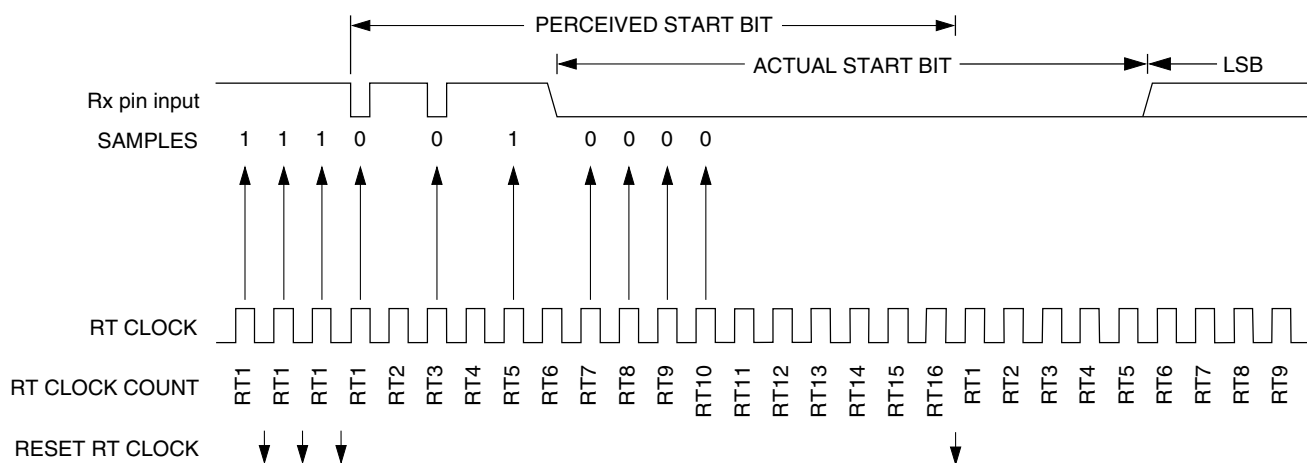 PERCEIVED START BIT
ACTUAL START BIT
LSB
Rx pin input
SAMPLES 1 1 1 0 0 1 0 0 0 0
RT CLOCK
RT CLOCK COUNT RT1 RT1 RT1 RT1 RT2 RT3 RT4 RT5 RT6 RT7 RT8 RT9 RT10 RT11 RT12 RT13 RT14 RT15 RT16 RT1 RT2 RT3 RT4 RT5 RT6 RT7 RT8 RT9
RESET RT CLOCK